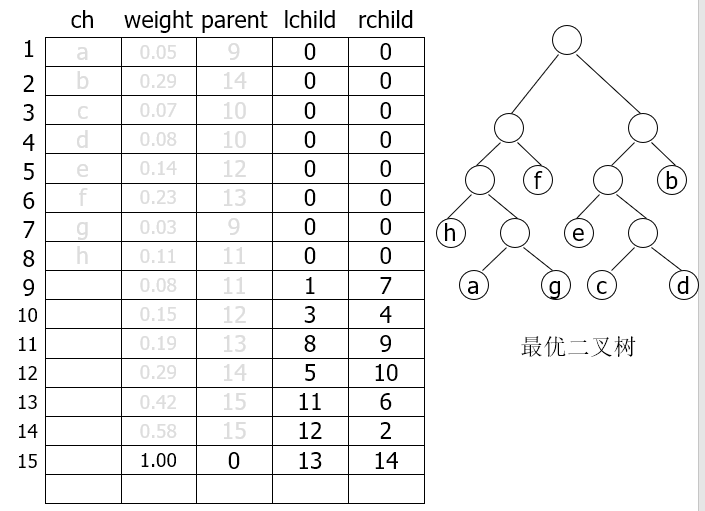 ch weight parent lchild rchild
1 a 0.05 9 0 0
2 b 0.29 14 0 0
3 c 0.07 10 0 0
4 d 0.08 10 0 0
5 e 0.14 12 0 0
6 f 0.23 13 0 0
7 g 0.03 9 0 0
8 h 0.11 11 0 0
9 0.08 11 1 7
10 0.15 12 3 4
11 0.19 13 8 9
12 0.29 14 5 10
13 0.42 15 11 6
14 0.58 15 12 2
15 1.00 0 13 14
f b
h e
a g c d
最优二叉树